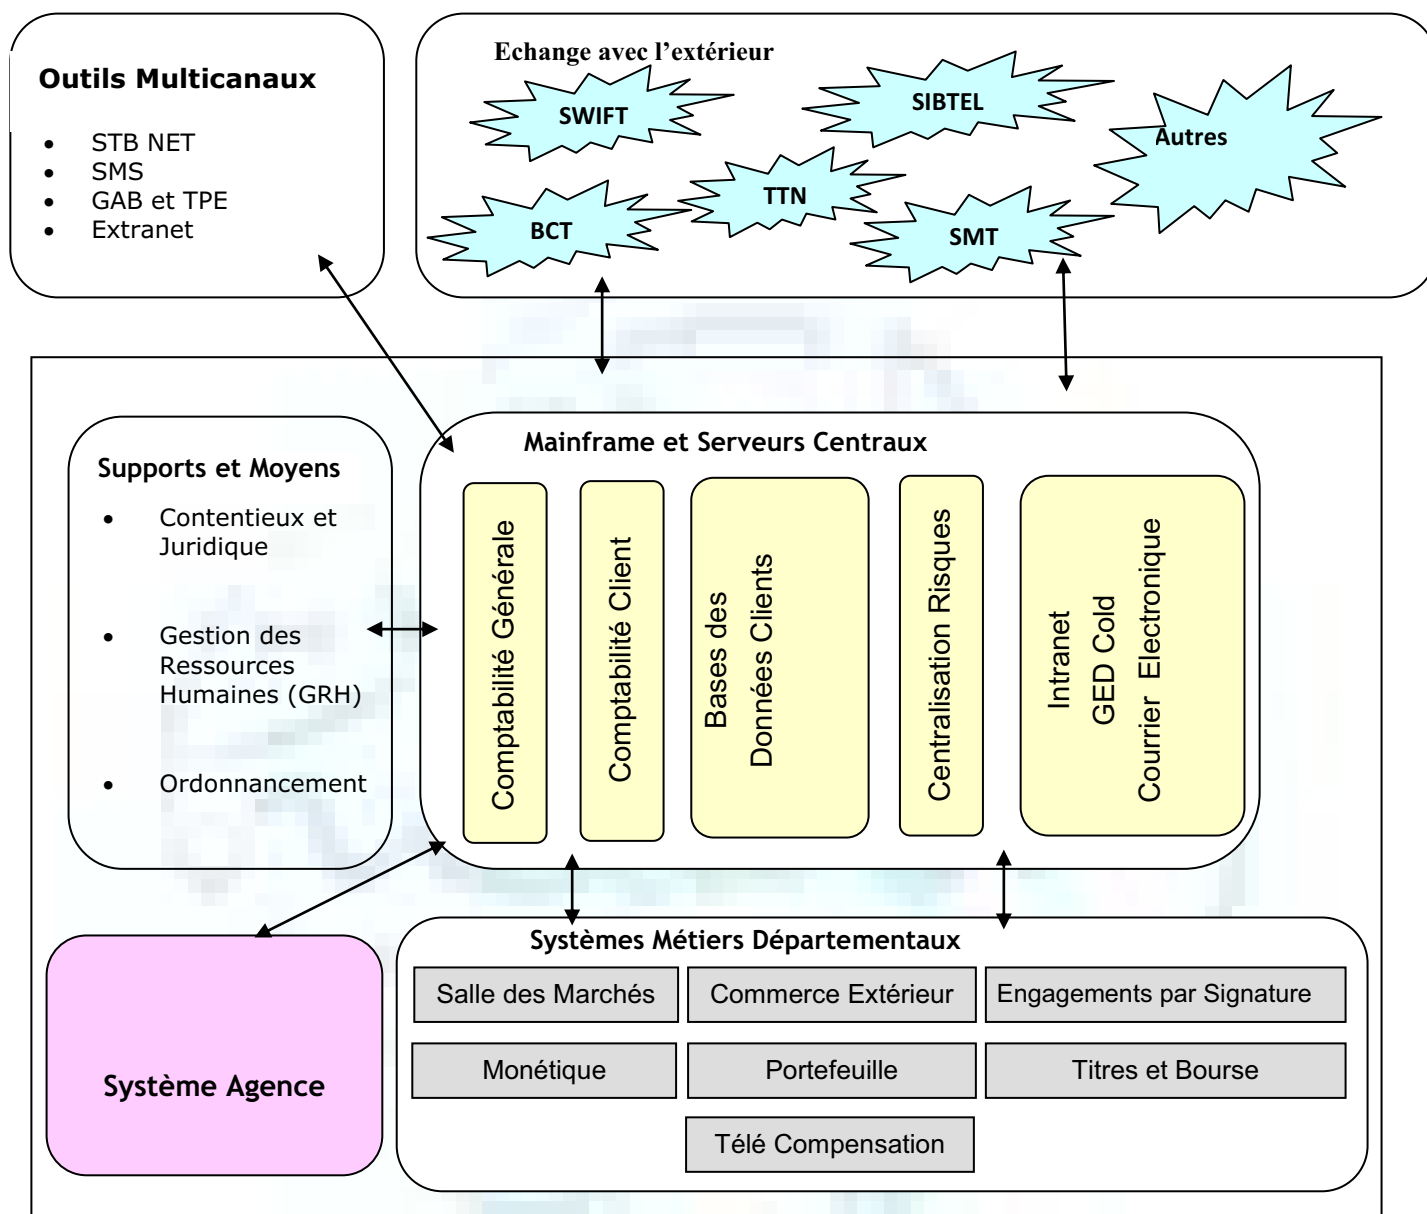 Outils Multicanaux
• STB NET
• SMS
• GAB et TPE
• Extranet
Echange avec l’extérieur
SWIFT
SIBTEL
Autres
BCT
TTN
SMT
Supports et Moyens
• Contentieux et
Juridique
• Gestion des
Ressources
Humaines (GRH)
• Ordonnancement
Mainframe et Serveurs Centraux
Comptabilité Générale
Comptabilité Client
Bases des
Données Clients
Centralisation Risques
Intranet
GED Cold
Courrier Electronique
Système Agence
Systèmes Métiers Départementaux
Salle des Marchés
Commerce Extérieur
Engagements par Signature
Monétique
Portefeuille
Titres et Bourse
Télé Compensation